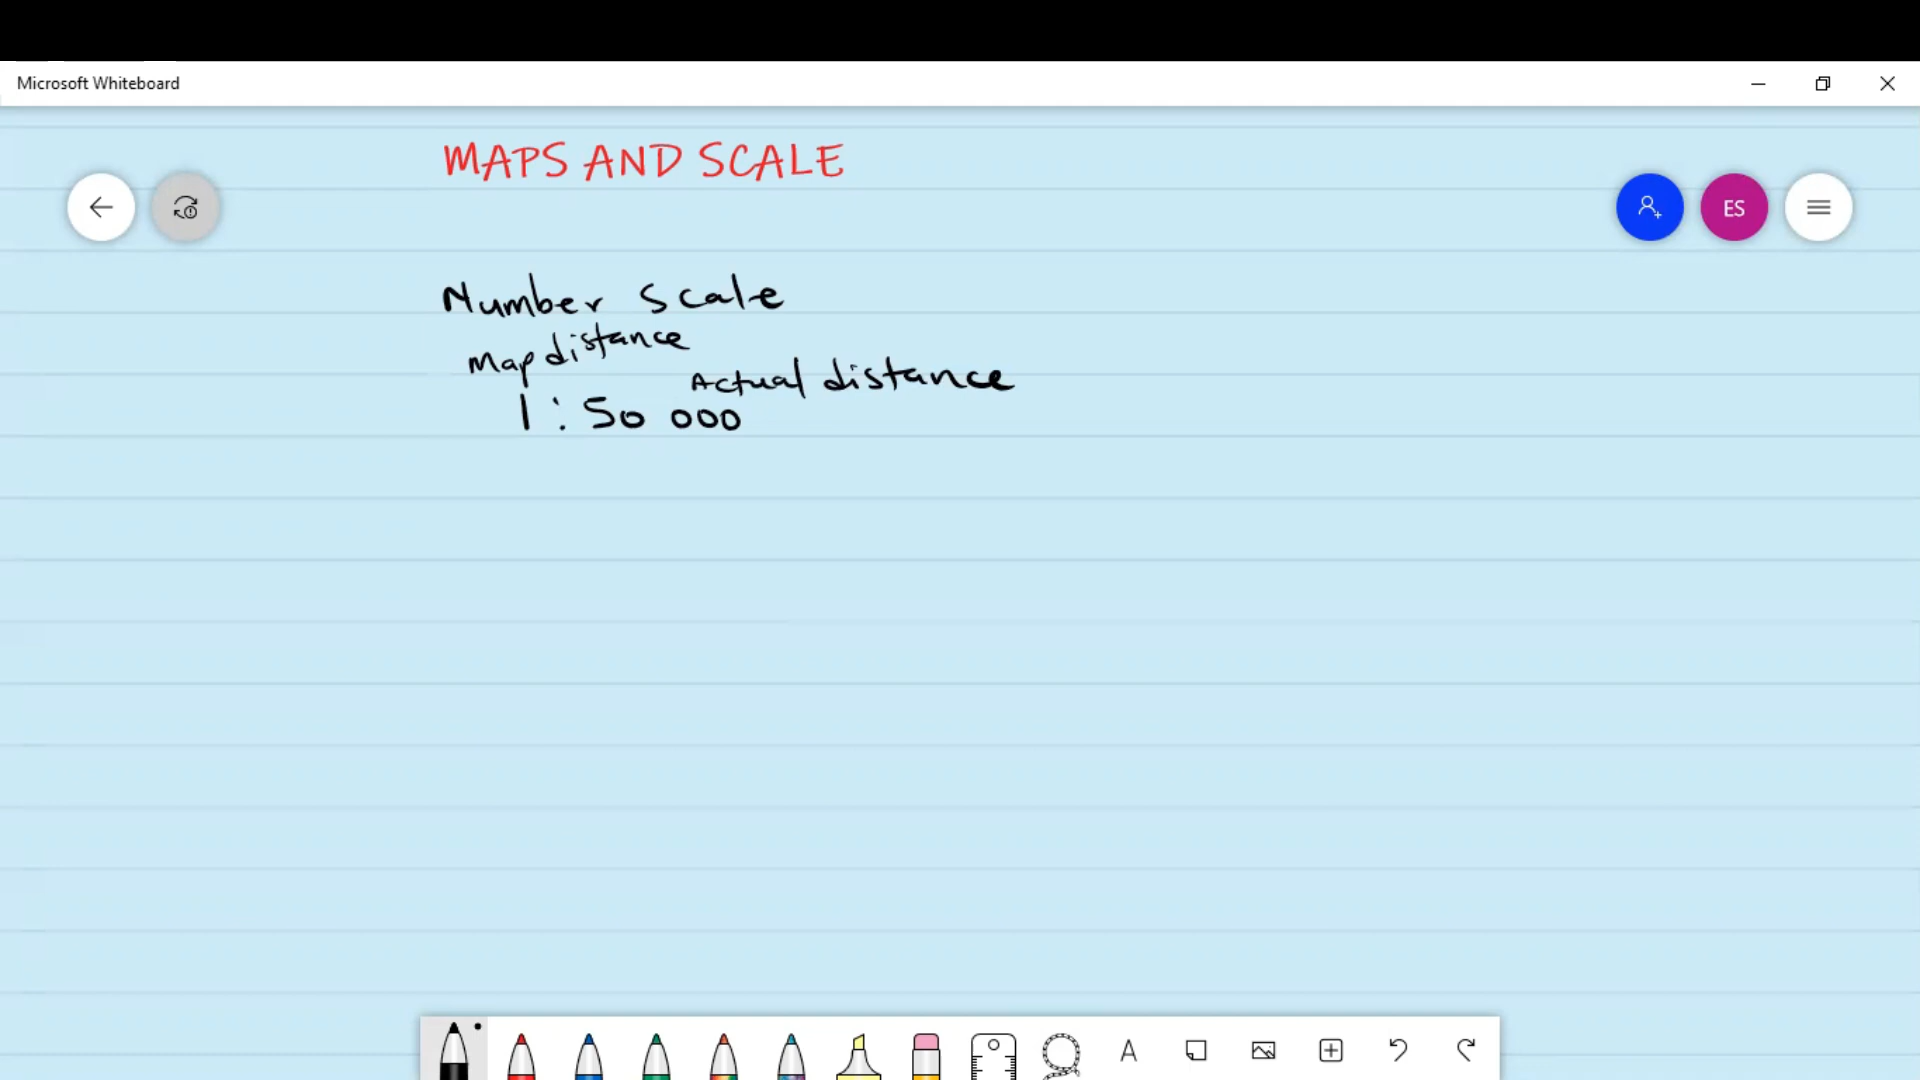 Microsoft Whiteboard
MAPS AND SCALE
ES
Number Scale
Map distance
Actual distance
1 : 50 000
A